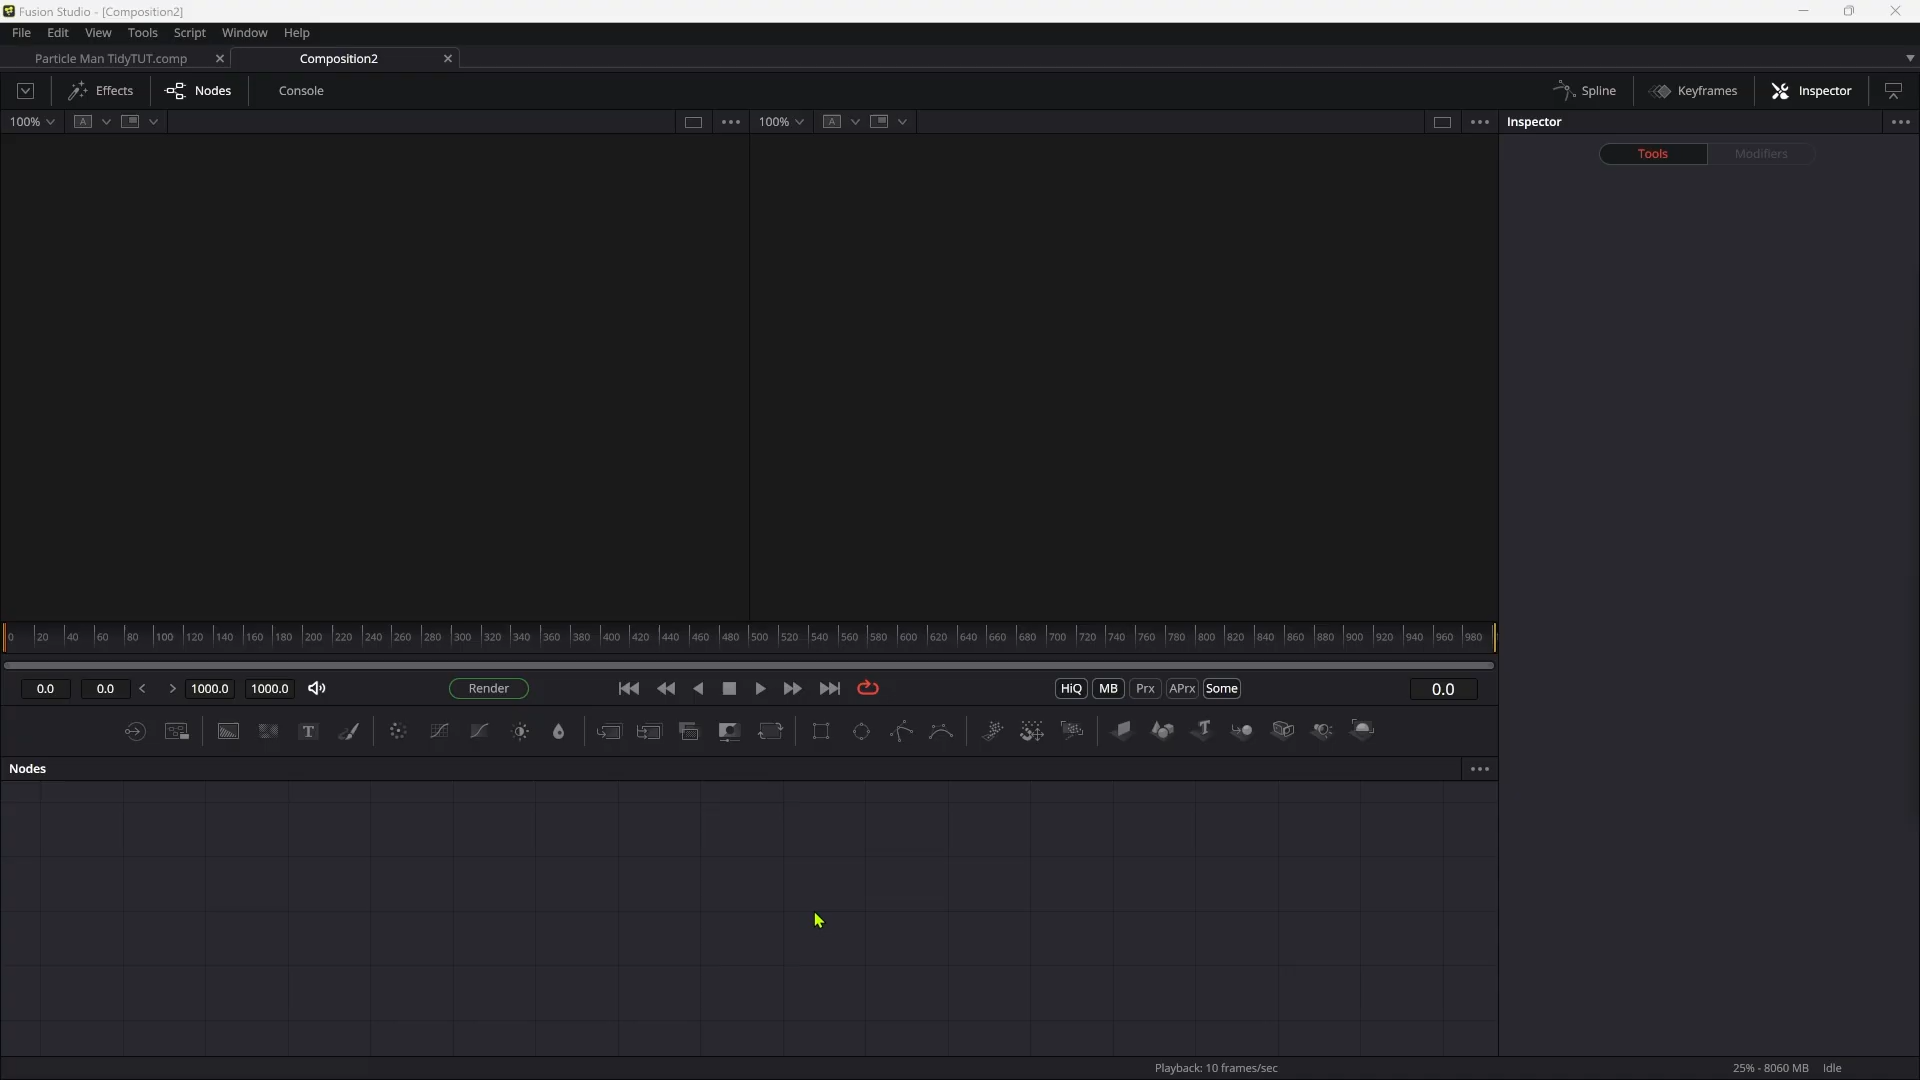 Fusion Studio - [Composition2]
File Edit View Tools Script Window Help
Particle Man TidyTUT.comp Composition2
Effects Nodes Console Spline Keyframes Inspector
100% A 100% A Inspector
Tools Modifiers
0 20 40 60 80 100 120 140 160 180 200 220 240 260 280 300 320 340 360 380 400 420 440 460 480 500 520 540 560 580 600 620 640 660 680 700 720 740 760 780 800 820 840 860 880 900 920 940 960 980
0.0 0.0 < > 1000.0 1000.0 Render HiQ MB Prx APrx Some 0.0
T T
Nodes
Playback: 10 frames/sec 25% - 8060 MB Idle